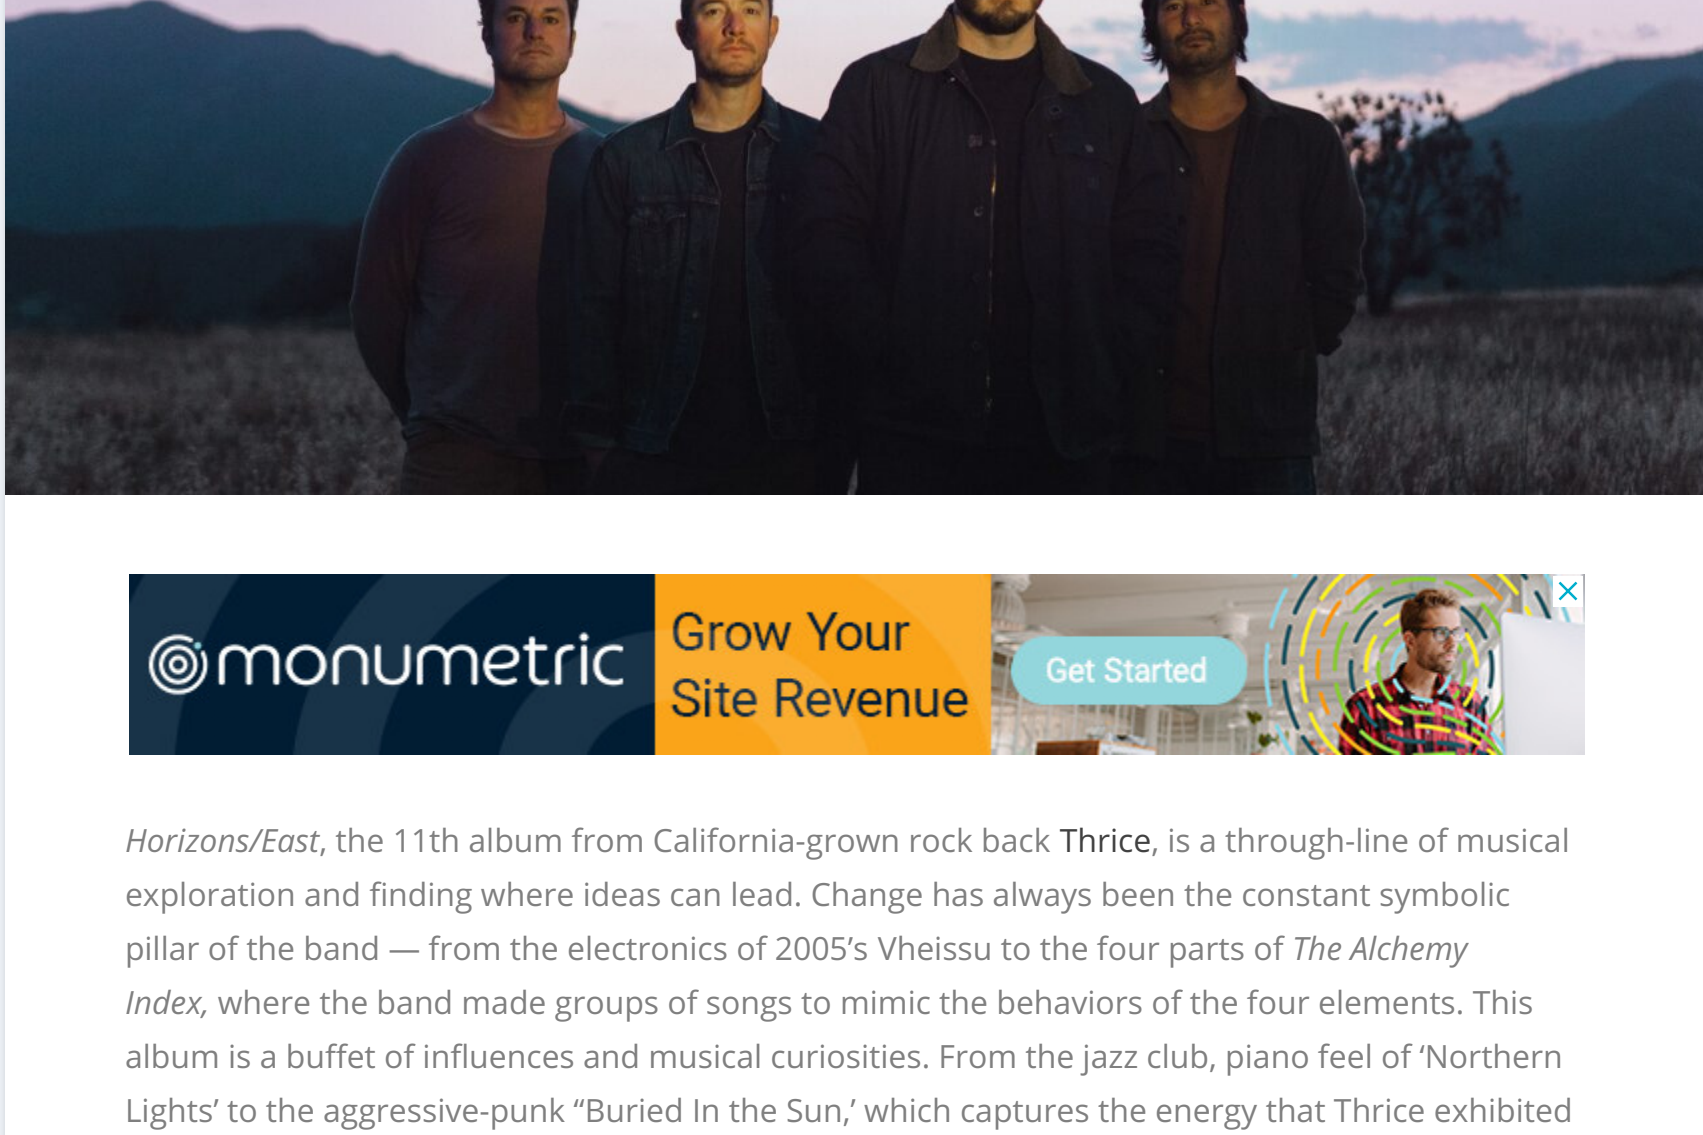 monumetric
Grow Your
Site Revenue
Get Started
Horizons/East, the 11th album from California-grown rock back Thrice, is a through-line of musical
exploration and finding where ideas can lead. Change has always been the constant symbolic
pillar of the band — from the electronics of 2005’s Vheissu to the four parts of The Alchemy
Index, where the band made groups of songs to mimic the behaviors of the four elements. This
album is a buffet of influences and musical curiosities. From the jazz club, piano feel of ‘Northern
Lights’ to the aggressive-punk “Buried In the Sun,’ which captures the energy that Thrice exhibited